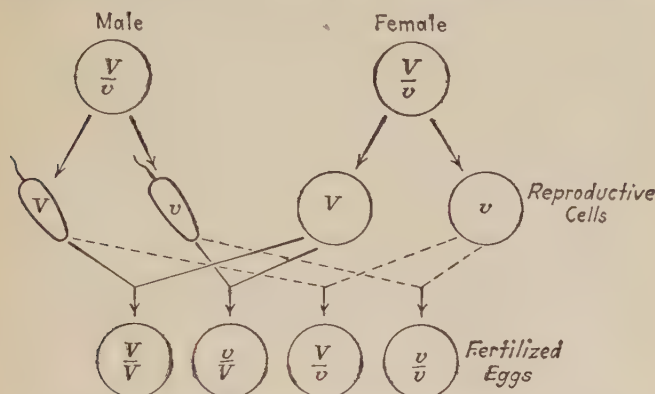 Male Female
V V
v v
V v V v Reproductive
Cells
V v V v
V V v v
Fertilized
Eggs